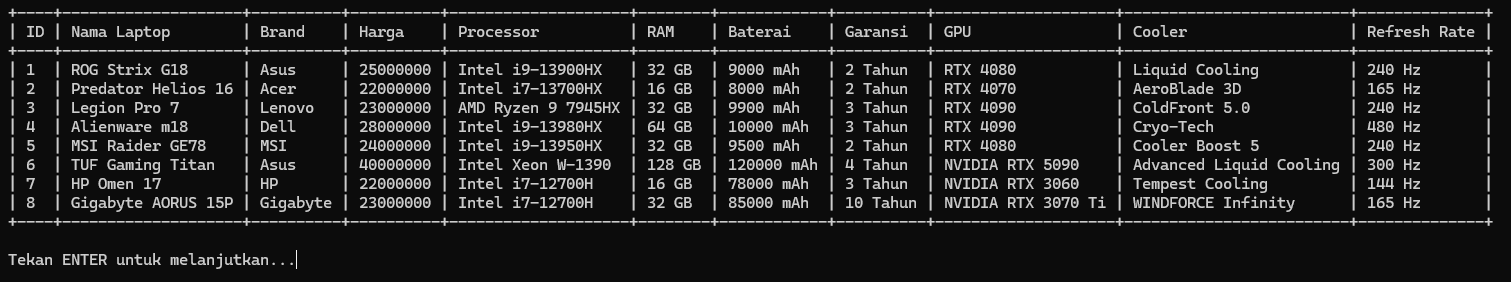 | ID | Nama Laptop | Brand | Harga | Processor | RAM | Baterai | Garansi | GPU | Cooler | Refresh Rate |
| 1 | ROG Strix G18 | Asus | 25000000 | Intel i9-13900HX | 32 GB | 9000 mAh | 2 Tahun | RTX 4080 | Liquid Cooling | 240 Hz |
| 2 | Predator Helios 16 | Acer | 22000000 | Intel i7-13700HX | 16 GB | 8000 mAh | 2 Tahun | RTX 4070 | AeroBlade 3D | 165 Hz |
| 3 | Legion Pro 7 | Lenovo | 23000000 | AMD Ryzen 9 7945HX | 32 GB | 9900 mAh | 3 Tahun | RTX 4090 | ColdFront 5.0 | 240 Hz |
| 4 | Alienware m18 | Dell | 28000000 | Intel i9-13980HX | 64 GB | 10000 mAh | 3 Tahun | RTX 4090 | Cryo-Tech | 480 Hz |
| 5 | MSI Raider GE78 | MSI | 24000000 | Intel i9-13950HX | 32 GB | 9500 mAh | 2 Tahun | RTX 4080 | Cooler Boost 5 | 240 Hz |
| 6 | TUF Gaming Titan | Asus | 40000000 | Intel Xeon W-1390 | 128 GB | 120000 mAh | 4 Tahun | NVIDIA RTX 5090 | Advanced Liquid Cooling | 300 Hz |
| 7 | HP Omen 17 | HP | 22000000 | Intel i7-12700H | 16 GB | 78000 mAh | 3 Tahun | NVIDIA RTX 3060 | Tempest Cooling | 144 Hz |
| 8 | Gigabyte AORUS 15P | Gigabyte | 23000000 | Intel i7-12700H | 32 GB | 85000 mAh | 10 Tahun | NVIDIA RTX 3070 Ti | WINDFORCE Infinity | 165 Hz |
Tekan ENTER untuk melanjutkan...